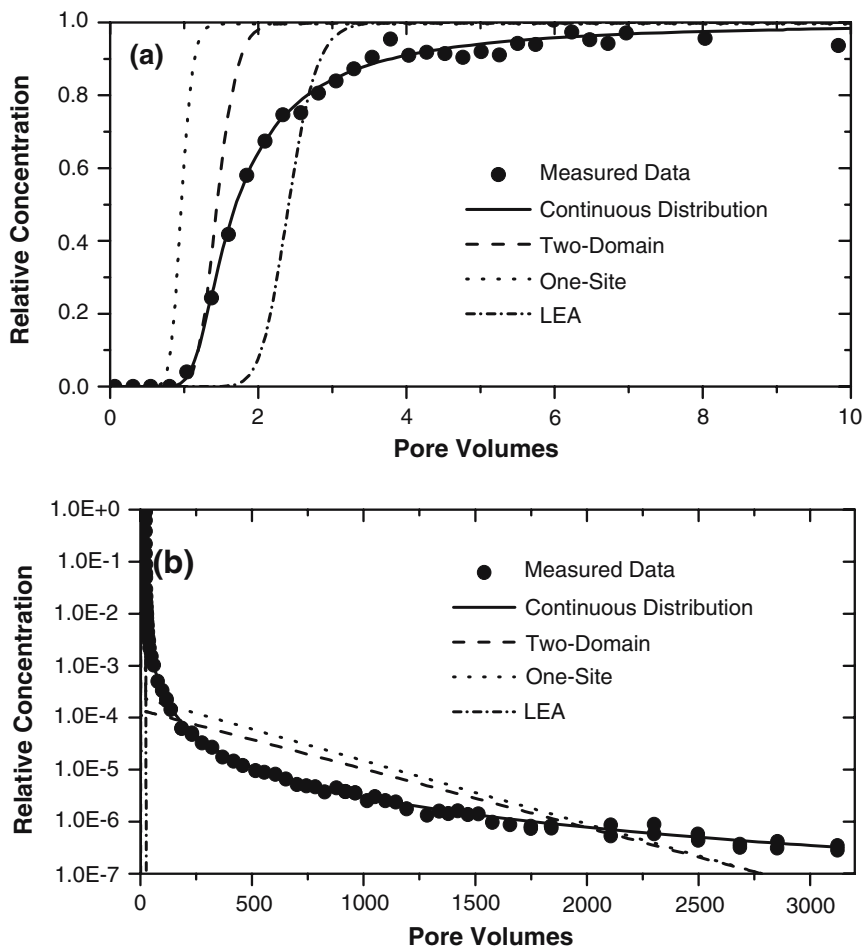 (a)
1.0
0.8
0.6
0.4
0.2
0.0
Relative Concentration
Measured Data
Continuous Distribution
Two-Domain
One-Site
LEA
0 2 4 6 8 10
Pore Volumes
(b)
1.0E+0
1.0E-1
1.0E-2
1.0E-3
1.0E-4
1.0E-5
1.0E-6
1.0E-7
Relative Concentration
Measured Data
Continuous Distribution
Two-Domain
One-Site
LEA
0 500 1000 1500 2000 2500 3000
Pore Volumes